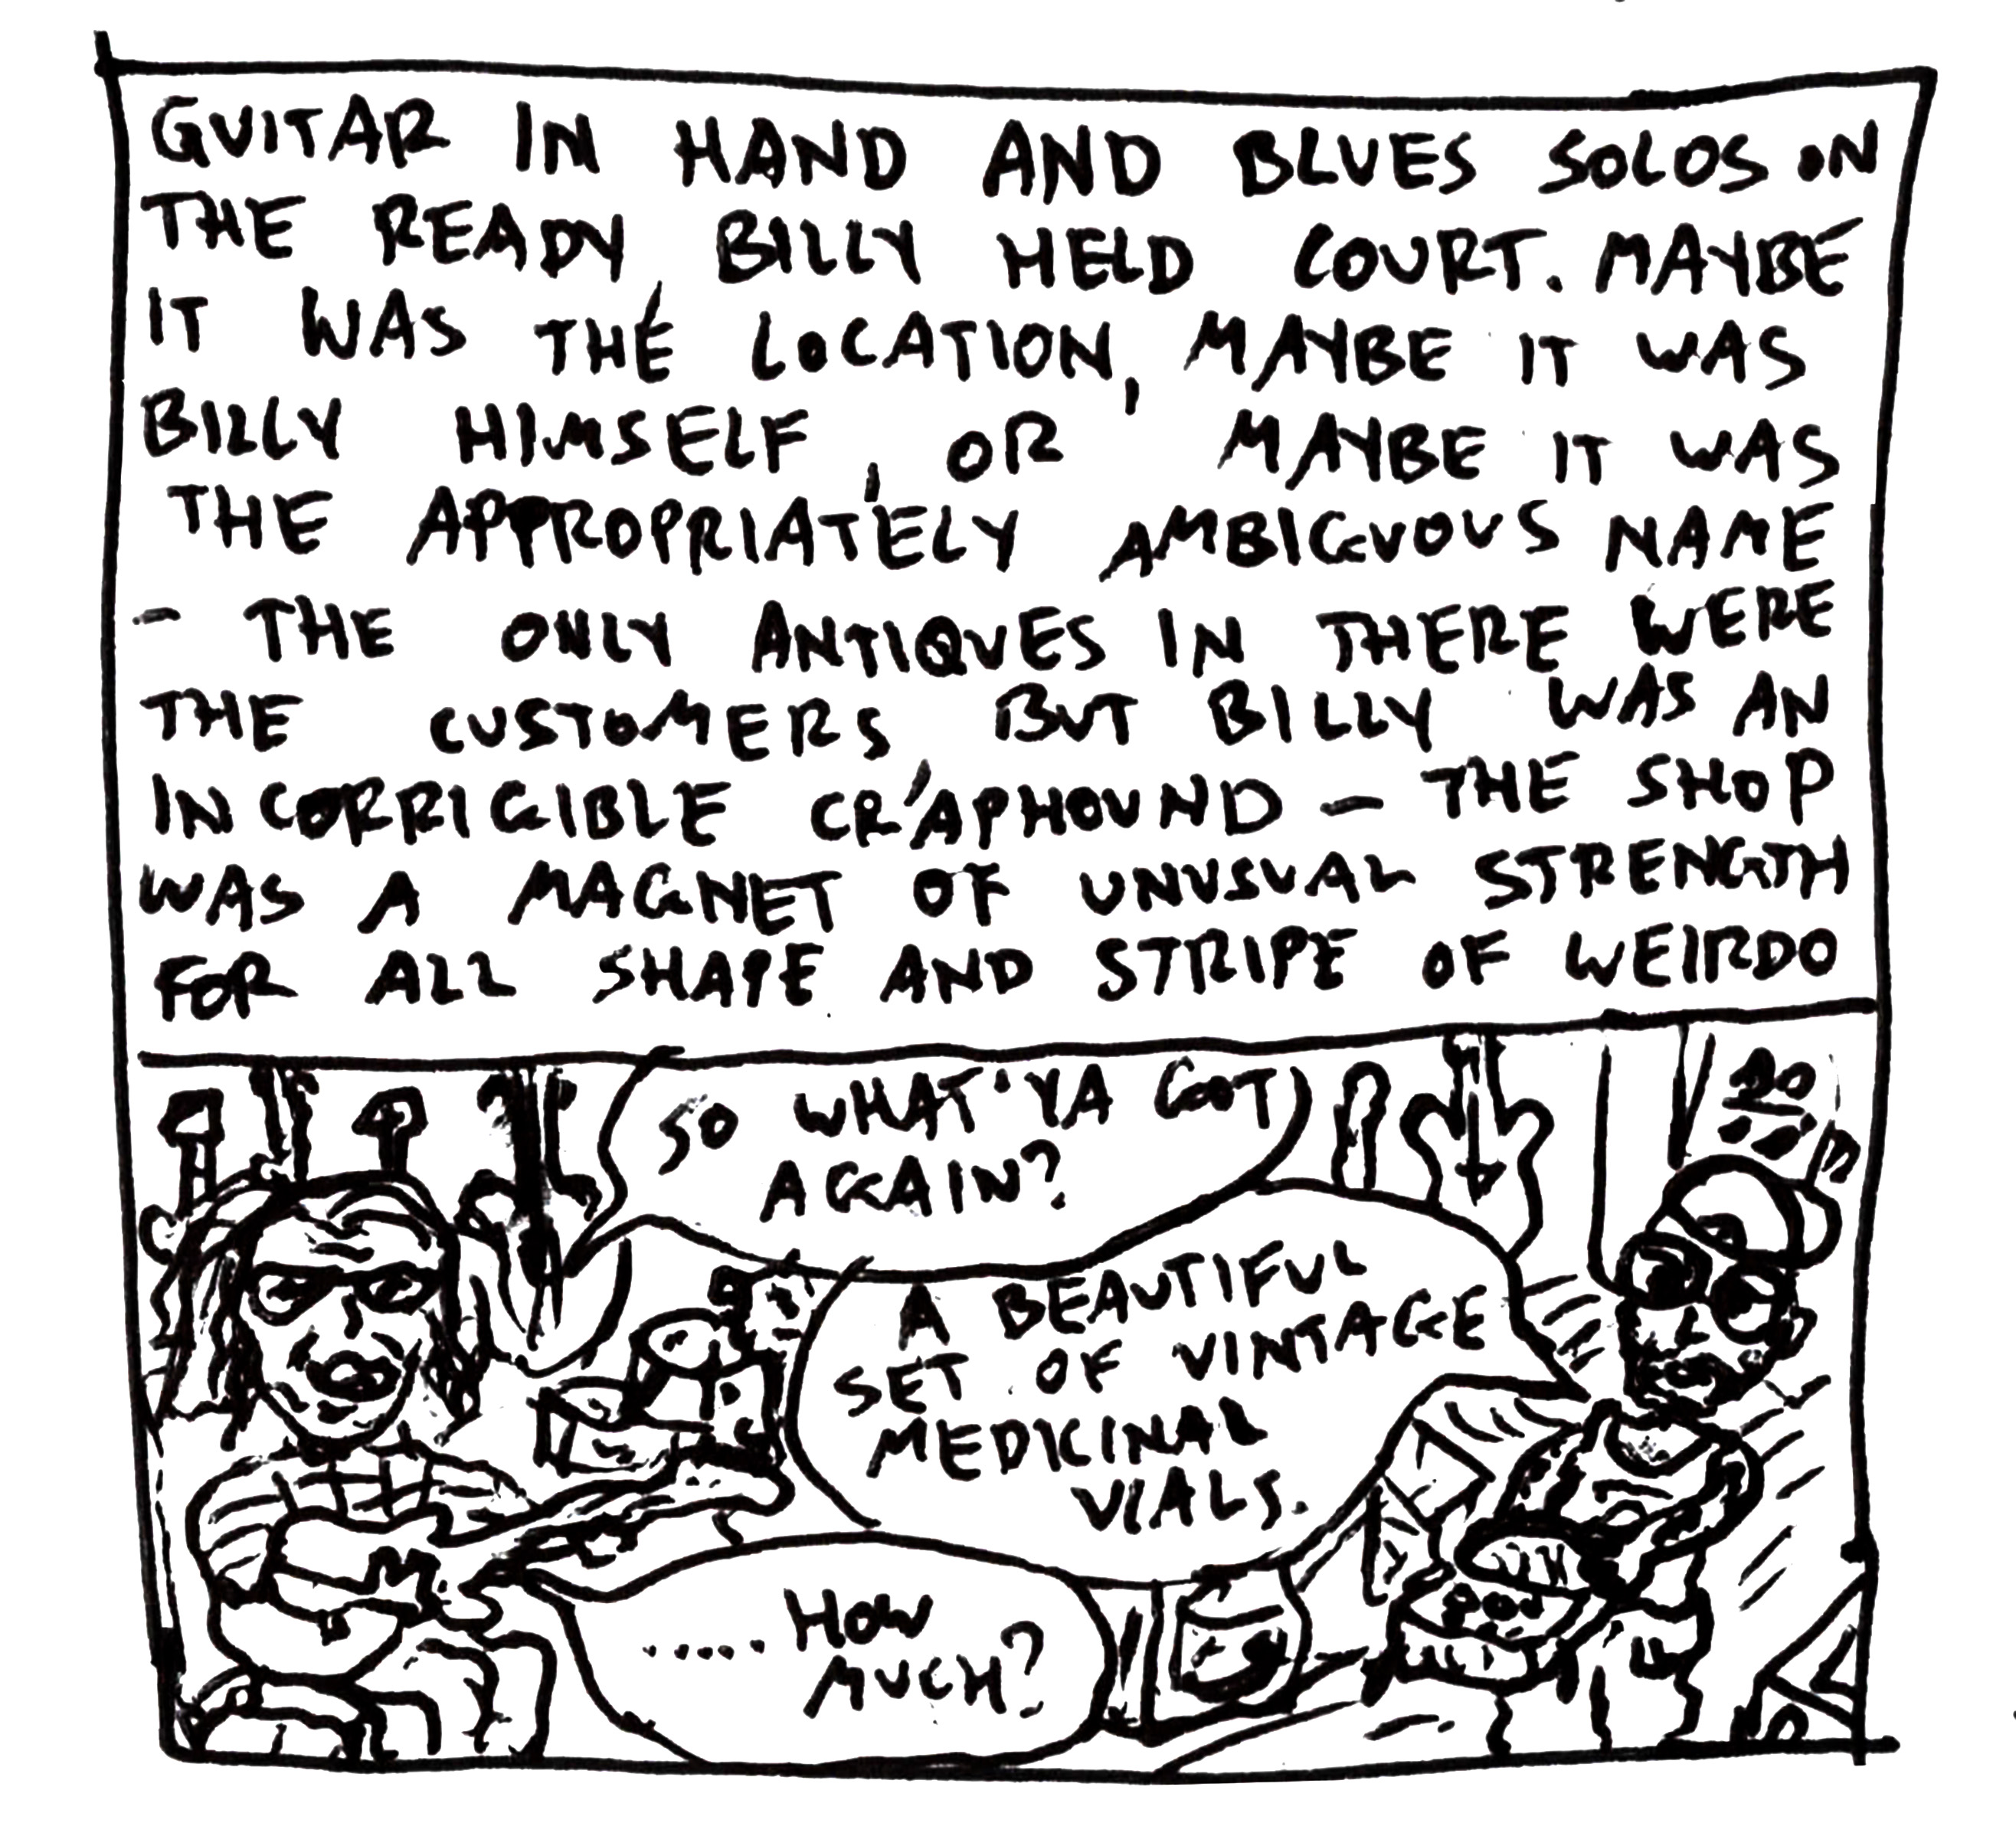 GUITAR IN HAND AND BLUES SOLOS ON
THE READY, BILLY HELD COURT. MAYBE
IT WAS THE LOCATION, MAYBE IT WAS
BILLY HIMSELF, OR MAYBE IT WAS
THE APPROPRIATELY AMBIGUOUS NAME
- THE ONLY ANTIQUES IN THERE WERE
THE CUSTOMERS, BUT BILLY WAS AN
INCORRIGIBLE CRAPHOUND - THE SHOP
WAS A MAGNET OF UNUSUAL STRENGTH
FOR ALL SHAPE AND STRIPE OF WEIRDO
SO WHAT'YA GOT
AGAIN?
A BEAUTIFUL
SET OF VINTAGE
MEDICINAL
VIALS.
.....HOW
MUCH?